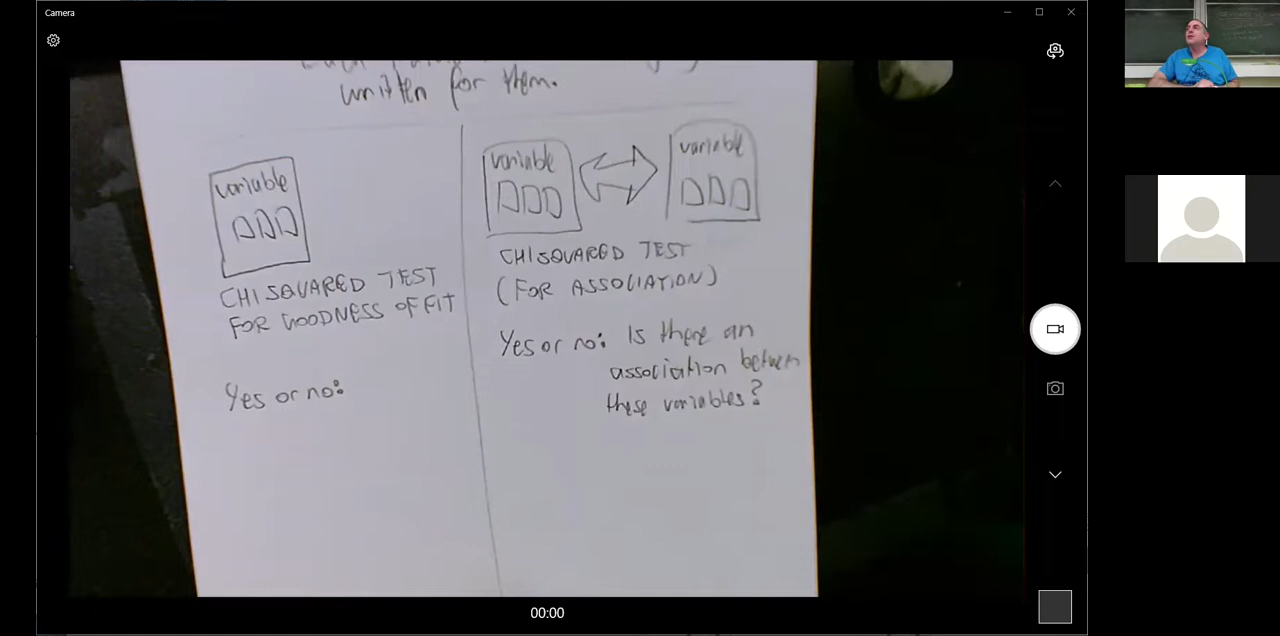 Camera
written for them.
variable
CHI SQUARED TEST
FOR GOODNESS OF FIT
Yes or no:
variable
variable
CHI SQUARED TEST
(FOR ASSOCIATION)
Yes or no: Is there an
association between
these variables?
00:00